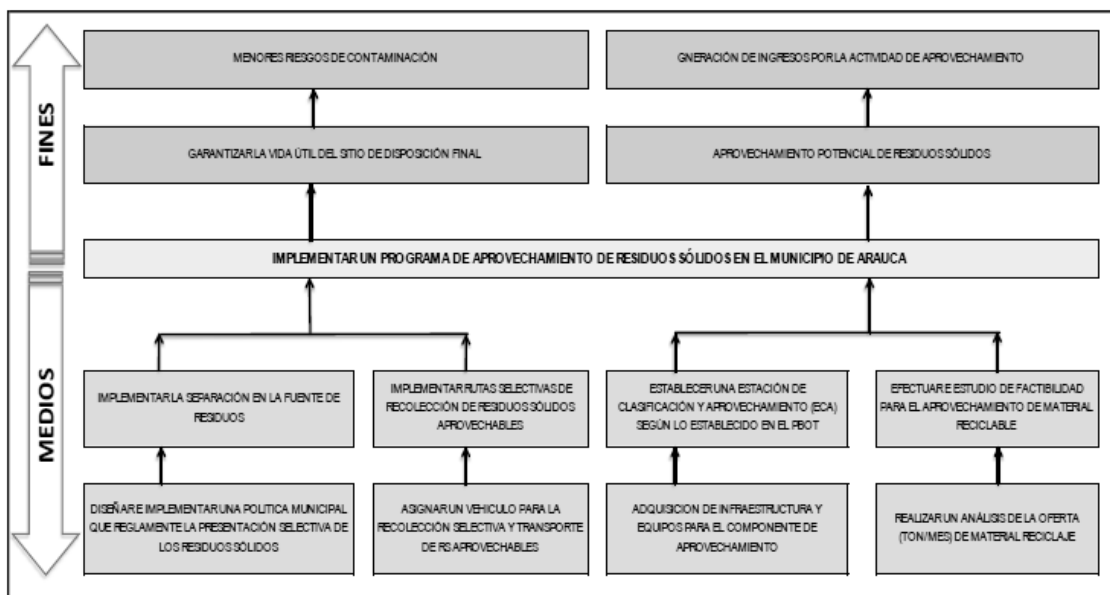 FINES
MENORES RIESGOS DE CONTAMINACIÓN
GNERACIÓN DE INGRESOS POR LA ACTIVIDAD DE APROVECHAMIENTO
GARANTIZAR LA VIDA ÚTIL DEL SITIO DE DISPOSICIÓN FINAL
APROVECHAMIENTO POTENCIAL DE RESIDUOS SÓLIDOS
IMPLEMENTAR UN PROGRAMA DE APROVECHAMIENTO DE RESIDUOS SÓLIDOS EN EL MUNICIPIO DE ARAUCA
MEDIOS
IMPLEMENTAR LA SEPARACIÓN EN LA FUENTE DE
RESIDUOS
IMPLEMENTAR RUTAS SELECTIVAS DE
RECOLECCIÓN DE RESIDUOS SÓLIDOS
APROVECHABLES
ESTABLECER UNA ESTACIÓN DE
CLASIFICACIÓN Y APROVECHAMIENTO (ECA)
SEGÚN LO ESTABLECIDO EN EL PBOT
EFECTUAR E ESTUDIO DE FACTIBILIDAD
PARA EL APROVECHAMIENTO DE MATERIAL
RECICLABLE
DISEÑAR E IMPLEMENTAR UNA POLITICA MUNICIPAL
QUE REGLAMENTE LA PRESENTACIÓN SELECTIVA DE
LOS RESIDUOS SÓLIDOS
ASIGNAR UN VEHICULO PARA LA
RECOLECCIÓN SELECTIVA Y TRANSPORTE
DE RS APROVECHABLES
ADQUISICION DE INFRAESTRUCTURA Y
EQUIPOS PARA EL COMPONENTE DE
APROVECHAMIENTO
REALIZAR UN ANÁLISIS DE LA OFERTA
(TON/MES) DE MATERIAL RECICLAJE